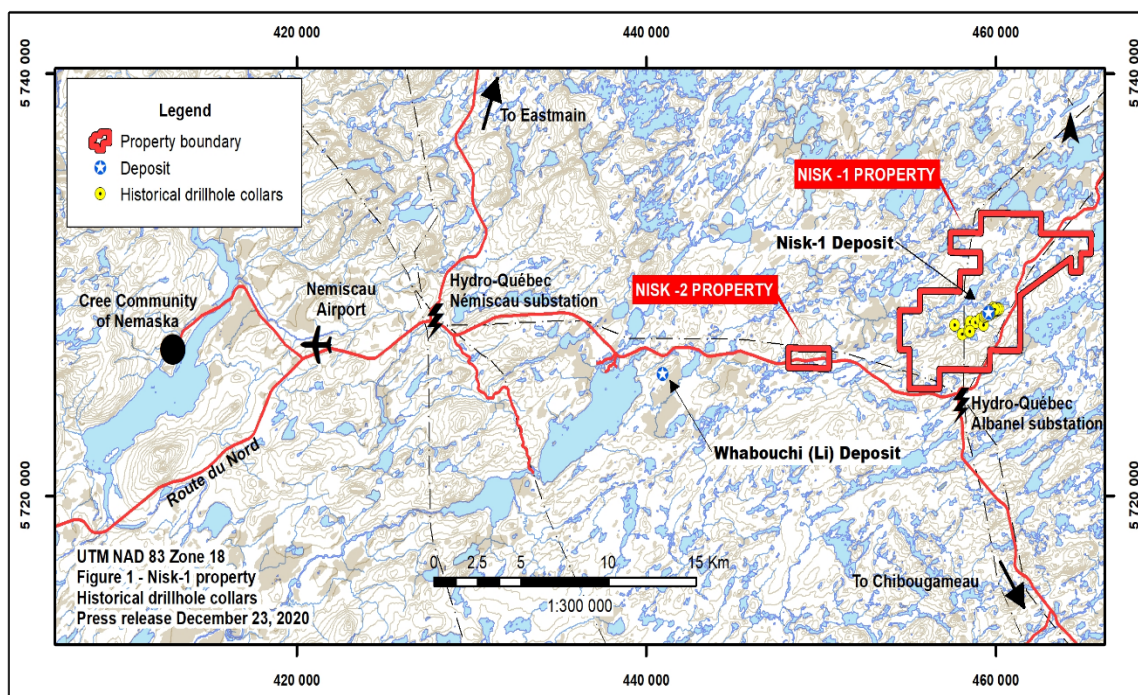 420 000
440 000
460 000
5 740 000
5 740 000
Legend
Property boundary
Deposit
Historical drillhole collars
To Eastmain
NISK -1 PROPERTY
Nisk-1 Deposit
Hydro-Québec
Némiscau substation
NISK -2 PROPERTY
Nemiscau
Airport
Cree Community
of Nemaska
Hydro-Québec
Albanel substation
Whabouchi (Li) Deposit
Route du Nord
5 720 000
5 720 000
UTM NAD 83 Zone 18
Figure 1 - Nisk-1 property
Historical drillhole collars
Press release December 23, 2020
0 2.5 5 10 15 Km
1:300 000
To Chibougameau
420 000
440 000
460 000